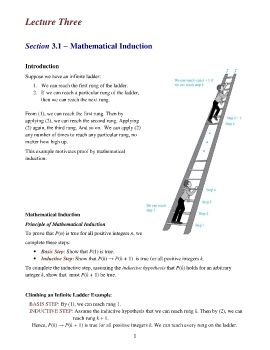 Lecture Three
Section 3.1 – Mathematical Induction
Introduction
Suppose we have an infinite ladder:
1. We can reach the first rung of the ladder.
2. If we can reach a particular rung of the ladder,
then we can reach the next rung.
From (1), we can reach the first rung. Then by
applying (2), we can reach the second rung. Applying
(2) again, the third rung. And so on. We can apply (2)
any number of times to reach any particular rung, no
matter how high up.
This example motivates proof by mathematical
induction.
We can reach step k + 1 if
we can reach step k
Step k + 1
Step k
Step 4
Step 3
Step 2
Step 1
We can reach
step 1
Mathematical Induction
Principle of Mathematical Induction
To prove that P(n) is true for all positive integers n, we
complete these steps:
• Basis Step: Show that P(1) is true.
• Inductive Step: Show that P(k) → P(k + 1) is true for all positive integers k.
To complete the inductive step, assuming the inductive hypothesis that P(k) holds for an arbitrary
integer k, show that must P(k + 1) be true.
Climbing an Infinite Ladder Example
BASIS STEP: By (1), we can reach rung 1.
INDUCTIVE STEP: Assume the inductive hypothesis that we can reach rung k. Then by (2), we can
reach rung k + 1.
Hence, P(k) → P(k + 1) is true for all positive integers k. We can reach every rung on the ladder.
1